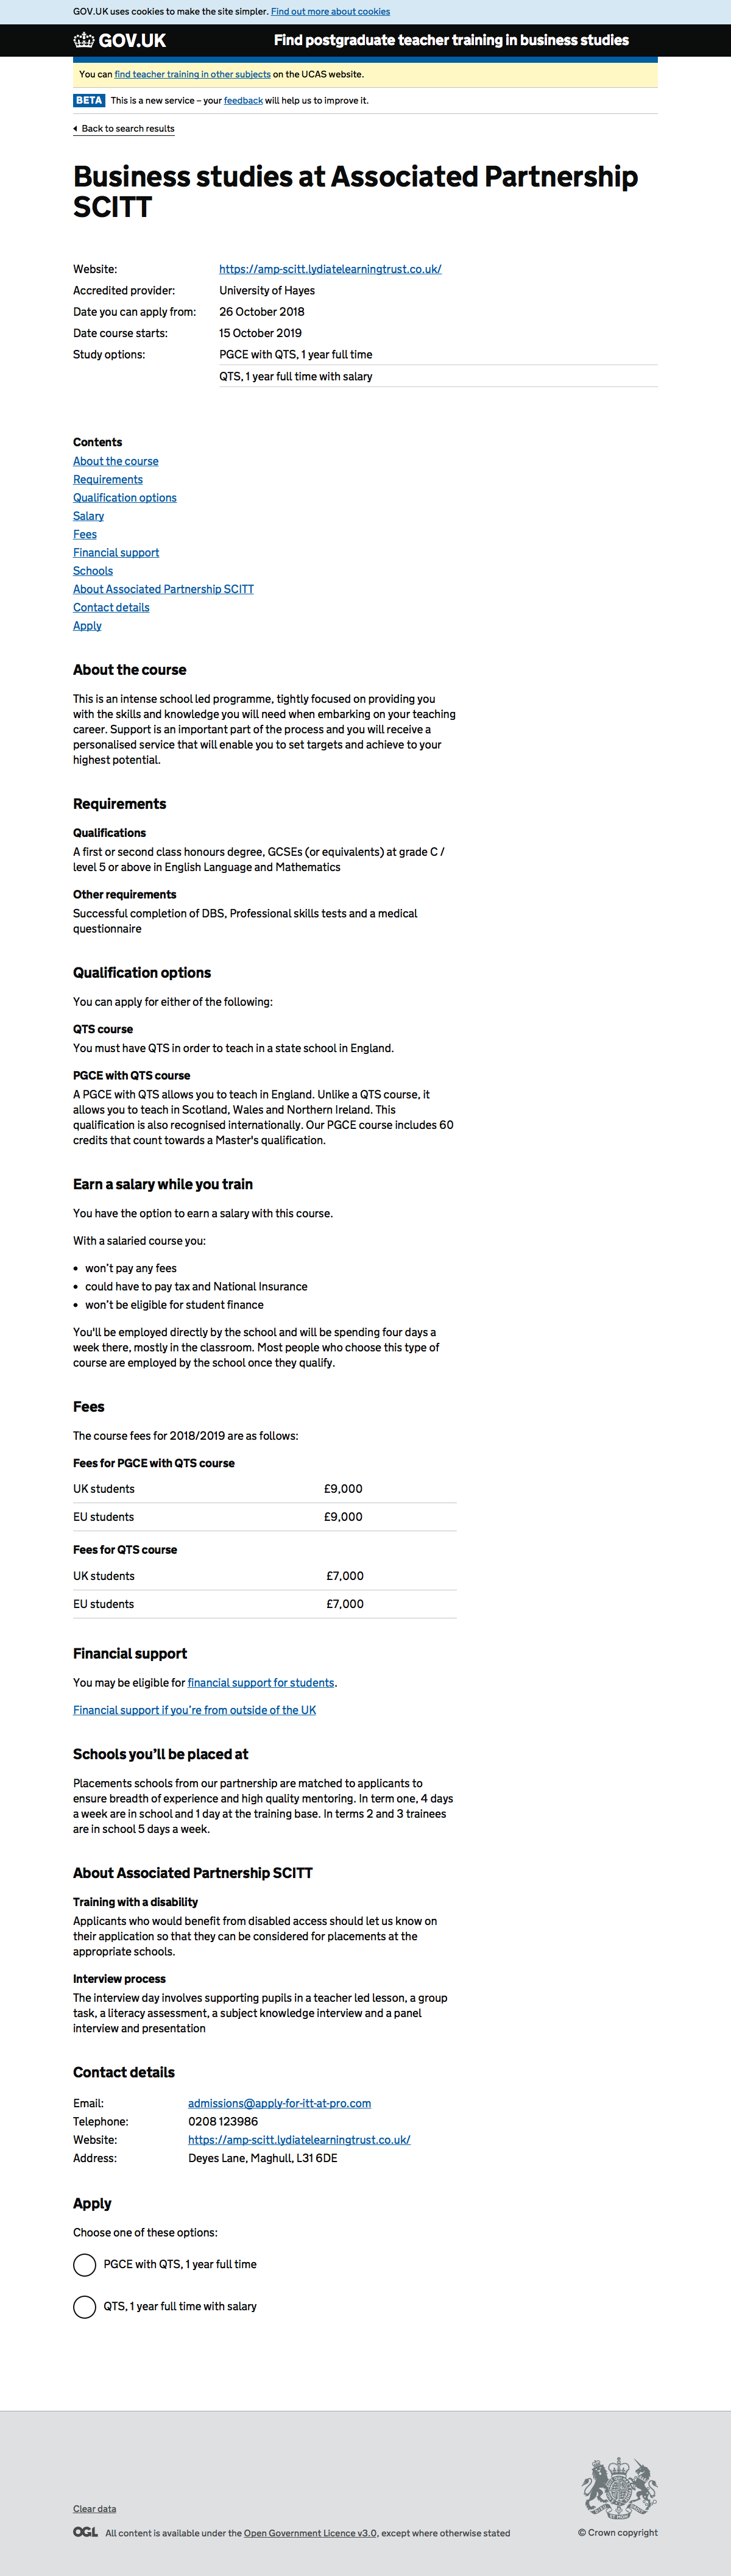 GOV.UK uses cookies to make the site simpler. Find out more about cookies
GOV.UK
Find postgraduate teacher training in business studies
You can find teacher training in other subjects on the UCAS website.
BETA This is a new service – your feedback will help us to improve it.
Back to search results
Business studies at Associated Partnership
SCITT
Website: https://amp-scitt.lydiatelearningtrust.co.uk/
Accredited provider: University of Hayes
Date you can apply from: 26 October 2018
Date course starts: 15 October 2019
Study options: PGCE with QTS, 1 year full time
QTS, 1 year full time with salary
Contents
About the course
Requirements
Qualification options
Salary
Fees
Financial support
Schools
About Associated Partnership SCITT
Contact details
Apply
About the course
This is an intense school led programme, tightly focused on providing you
with the skills and knowledge you will need when embarking on your teaching
career. Support is an important part of the process and you will receive a
personalised service that will enable you to set targets and achieve to your
highest potential.
Requirements
Qualifications
A first or second class honours degree, GCSEs (or equivalents) at grade C /
level 5 or above in English Language and Mathematics
Other requirements
Successful completion of DBS, Professional skills tests and a medical
questionnaire
Qualification options
You can apply for either of the following:
QTS course
You must have QTS in order to teach in a state school in England.
PGCE with QTS course
A PGCE with QTS allows you to teach in England. Unlike a QTS course, it
allows you to teach in Scotland, Wales and Northern Ireland. This
qualification is also recognised internationally. Our PGCE course includes 60
credits that count towards a Master's qualification.
Earn a salary while you train
You have the option to earn a salary with this course.
With a salaried course you:
• won't pay any fees
• could have to pay tax and National Insurance
• won't be eligible for student finance
You'll be employed directly by the school and will be spending four days a
week there, mostly in the classroom. Most people who choose this type of
course are employed by the school once they qualify.
Fees
The course fees for 2018/2019 are as follows:
Fees for PGCE with QTS course
UK students £9,000
EU students £9,000
Fees for QTS course
UK students £7,000
EU students £7,000
Financial support
You may be eligible for financial support for students.
Financial support if you're from outside of the UK
Schools you'll be placed at
Placements schools from our partnership are matched to applicants to
ensure breadth of experience and high quality mentoring. In term one, 4 days
a week are in school and 1 day at the training base. In terms 2 and 3 trainees
are in school 5 days a week.
About Associated Partnership SCITT
Training with a disability
Applicants who would benefit from disabled access should let us know on
their application so that they can be considered for placements at the
appropriate schools.
Interview process
The interview day involves supporting pupils in a teacher led lesson, a group
task, a literacy assessment, a subject knowledge interview and a panel
interview and presentation
Contact details
Email: admissions@apply-for-itt-at-pro.com
Telephone: 0208 123986
Website: https://amp-scitt.lydiatelearningtrust.co.uk/
Address: Deyes Lane, Maghull, L31 6DE
Apply
Choose one of these options:
PGCE with QTS, 1 year full time
QTS, 1 year full time with salary
Clear data
OGL All content is available under the Open Government Licence v3.0, except where otherwise stated
© Crown copyright